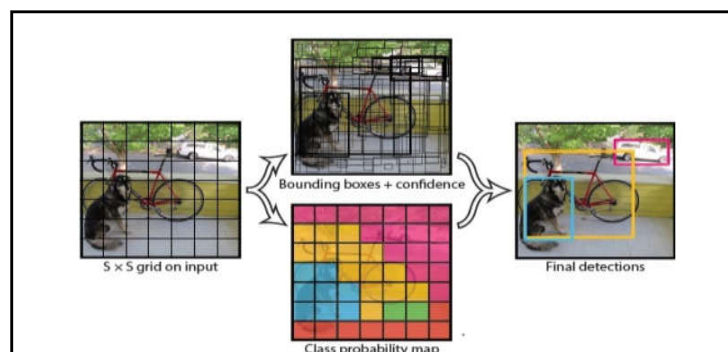 Bounding boxes + confidence
S × S grid on input
Final detections
Class probability map